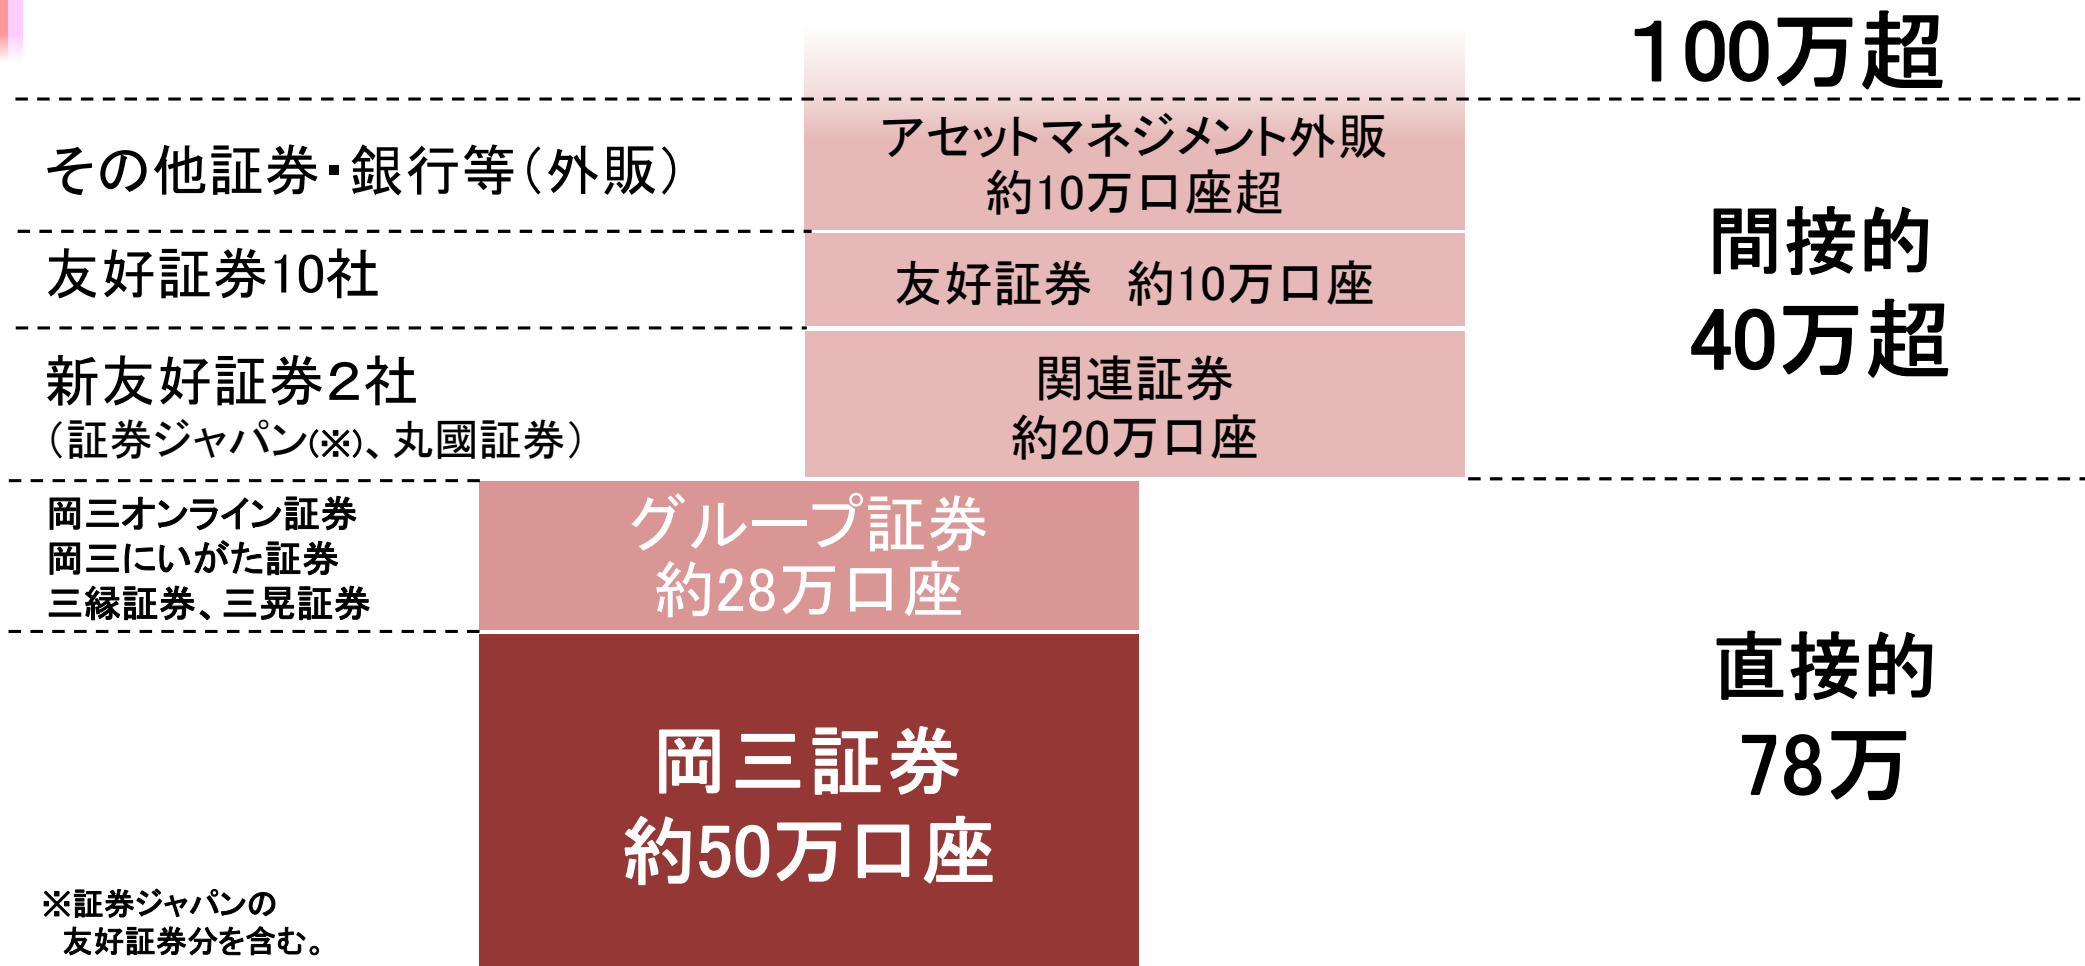 100万超
その他証券・銀行等（外販）
アセットマネジメント外販
約10万口座超
友好証券10社
友好証券　約10万口座
間接的
40万超
新友好証券２社
（証券ジャパン(※)、丸國証券）
関連証券
約20万口座
岡三オンライン証券
岡三にいがた証券
三縁証券、三晃証券
グループ証券
約28万口座
岡三証券
約50万口座
直接的
78万
※証券ジャパンの
友好証券分を含む。